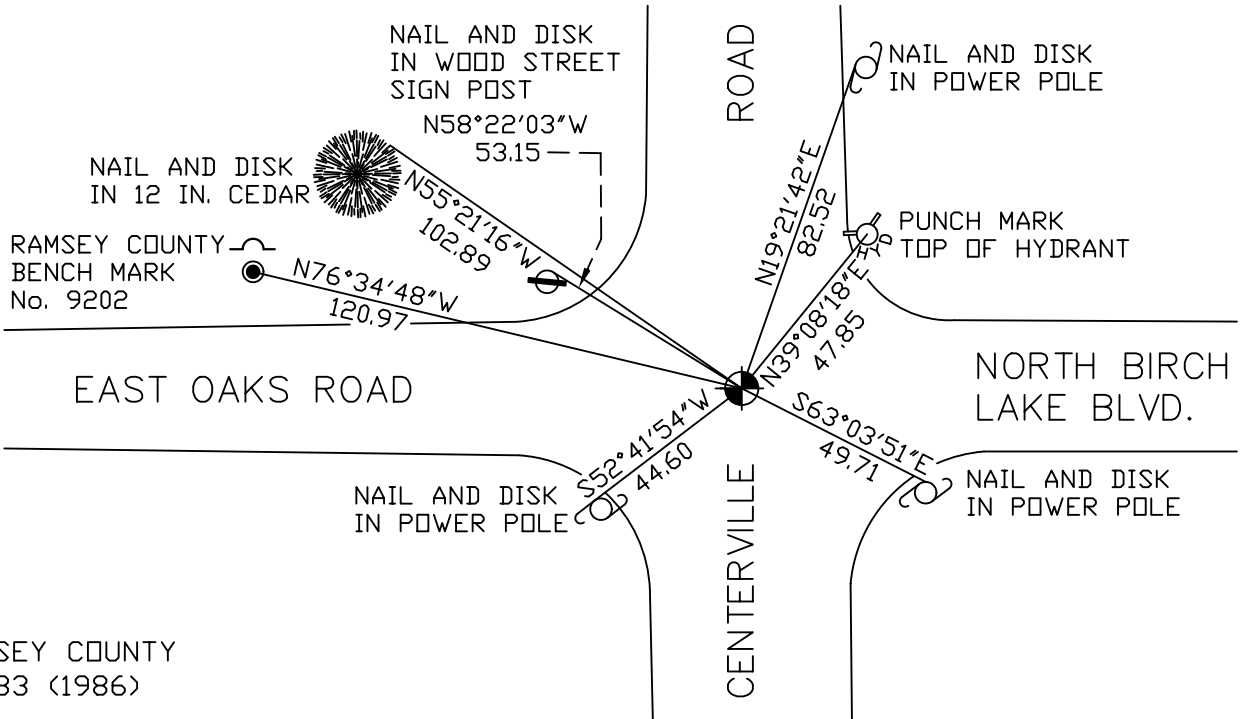 NAIL AND DISK
IN WOOD STREET
SIGN POST
N58°22'03"W
53.15
ROAD
NAIL AND DISK
IN POWER POLE
NAIL AND DISK
IN 12 IN. CEDAR
N55°21'16"W
102.89
N19°21'42"E
82.52
PUNCH MARK
TOP OF HYDRANT
RAMSEY COUNTY
BENCH MARK
No. 9202
N76°34'48"W
120.97
N39°08'18"E
47.85
EAST OAKS ROAD
NORTH BIRCH
LAKE BLVD.
S52°41'54"W
44.60
S63°03'51"E
49.71
NAIL AND DISK
IN POWER POLE
NAIL AND DISK
IN POWER POLE
CENTERVILLE
SEY COUNTY
83 (1986)